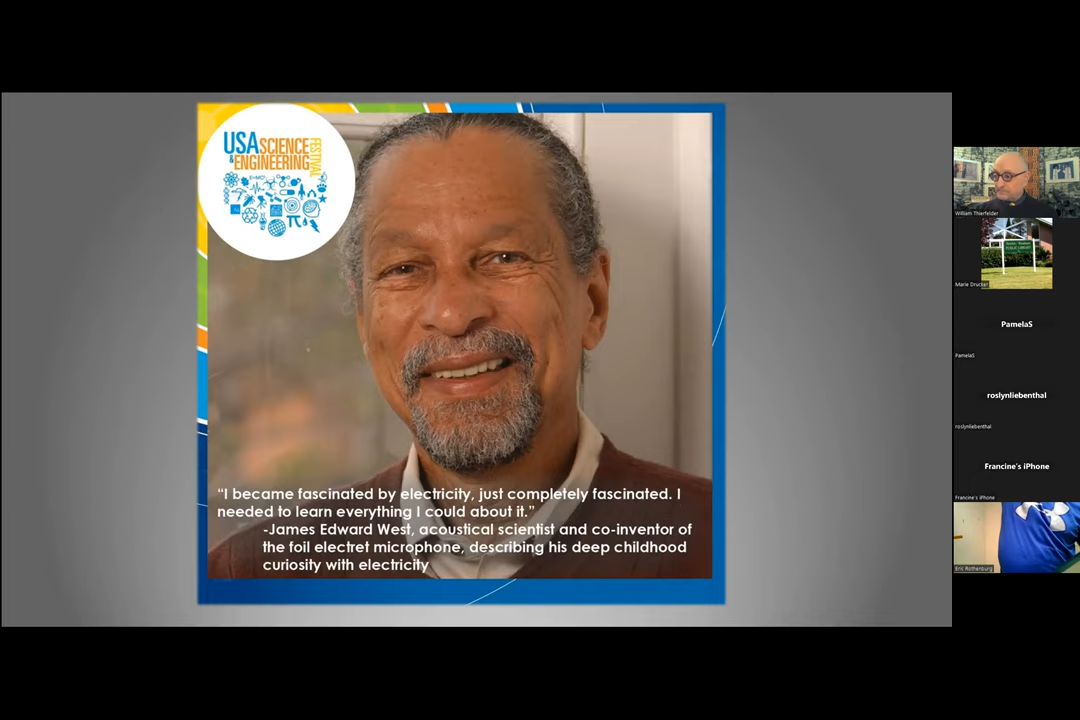 USA SCIENCE
& ENGINEERING
FESTIVAL
“I became fascinated by electricity, just completely fascinated. I
needed to learn everything I could about it.”
-James Edward West, acoustical scientist and co-inventor of
the foil electret microphone, describing his deep childhood
curiosity with electricity
William Thierfelder
Marie Drucker
PamelaS
PamelaS
roslynliebenthal
roslynliebenthal
Francine's iPhone
Francine's iPhone
Eric Rothenburg